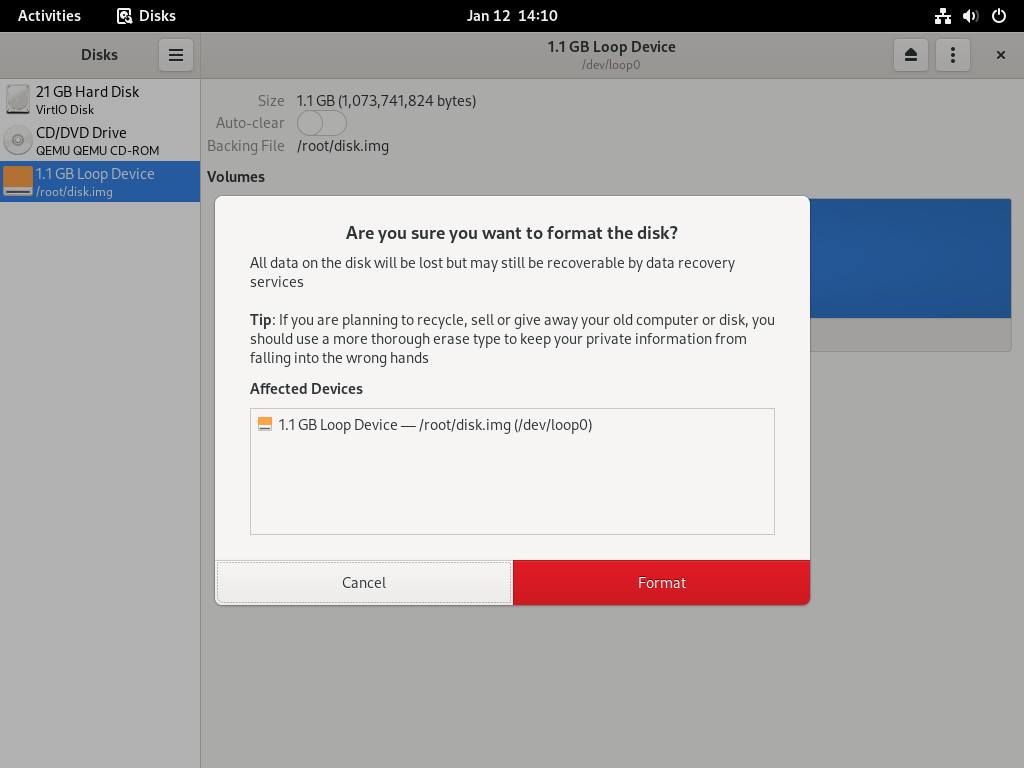 Activities
Disks
Jan 12 14:10
Disks
1.1 GB Loop Device
/dev/loop0
21 GB Hard Disk
VirtIO Disk
CD/DVD Drive
QEMU QEMU CD-ROM
1.1 GB Loop Device
/root/disk.img
Size 1.1 GB (1,073,741,824 bytes)
Auto-clear
Backing File /root/disk.img
Volumes
Are you sure you want to format the disk?
All data on the disk will be lost but may still be recoverable by data recovery
services
Tip: If you are planning to recycle, sell or give away your old computer or disk, you
should use a more thorough erase type to keep your private information from
falling into the wrong hands
Affected Devices
1.1 GB Loop Device — /root/disk.img (/dev/loop0)
Cancel
Format